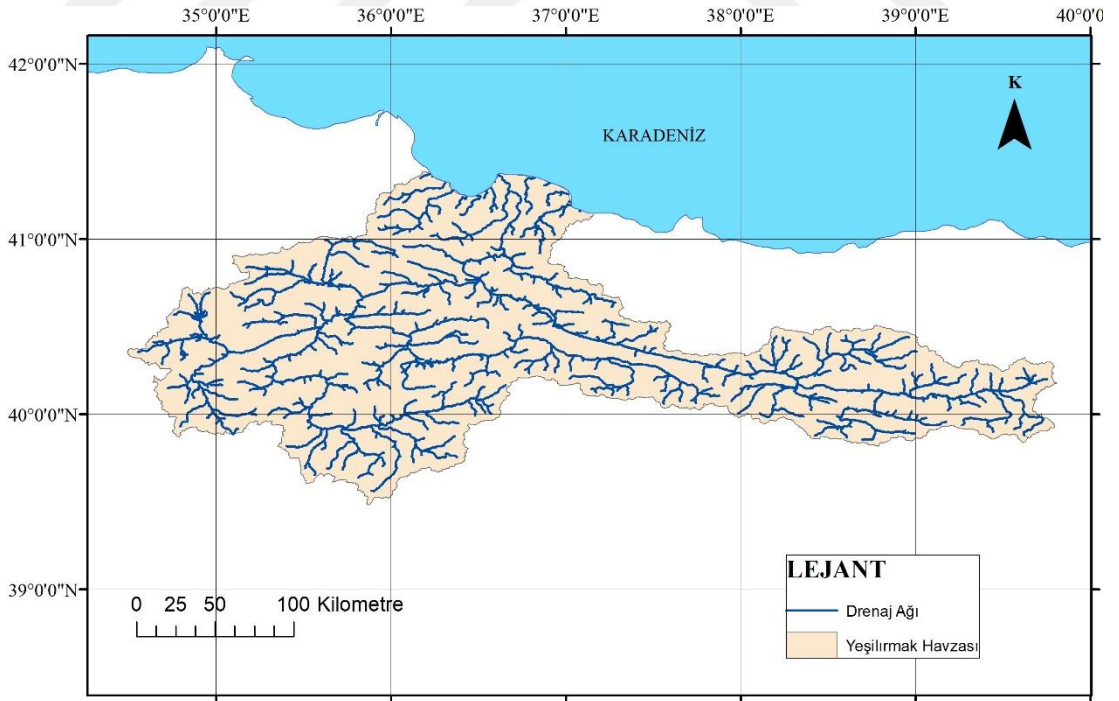 35°0'0"E 36°0'0"E 37°0'0"E 38°0'0"E 39°0'0"E 40°0'
42°0'0"N
K
KARADENİZ
41°0'0"N
40°0'0"N
39°0'0"N
LEJANT
0 25 50 100 Kilometre
Drenaj Ağı
Yeşilırmak Havzası